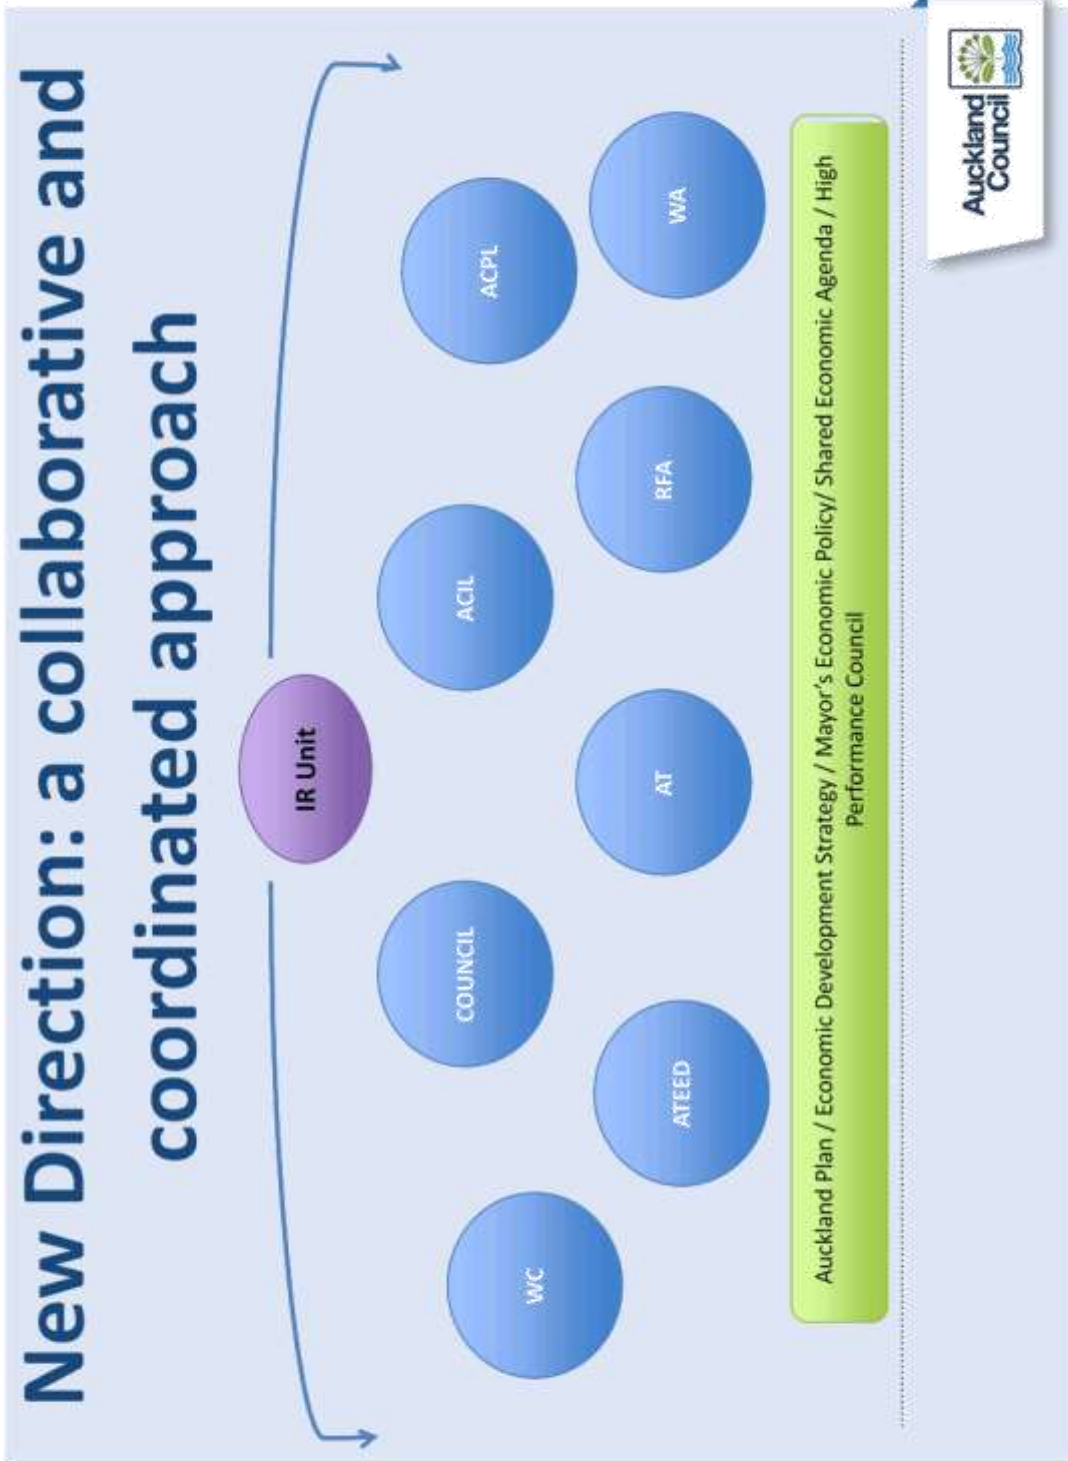 New Direction: a collaborative and
coordinated approach
IR Unit
WC
COUNCIL
ACIL
ACPL
ATEED
AT
RFA
WA
Auckland Plan / Economic Development Strategy / Mayor's Economic Policy/ Shared Economic Agenda / High
Performance Council
Auckland
Council